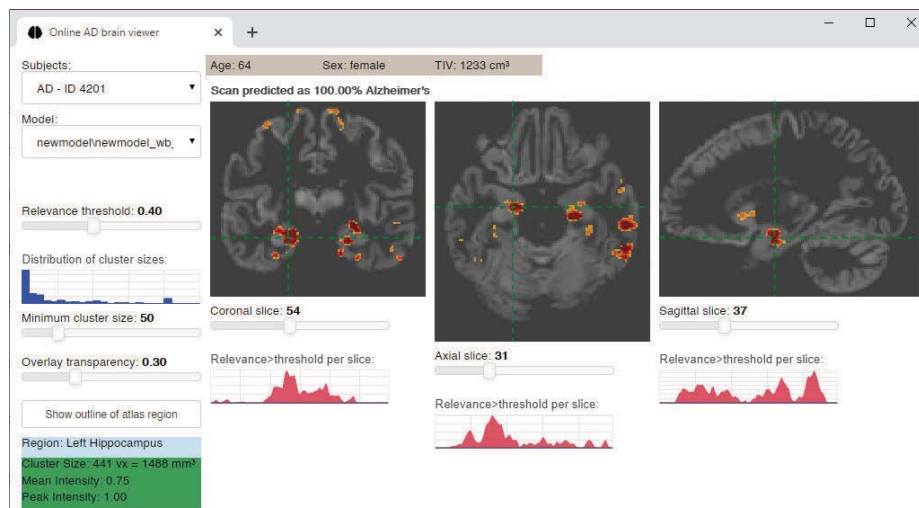 Online AD brain viewer
Subjects:
AD - ID 4201
Model:
newmodel\newmodel_wb_
Relevance threshold: 0.40
Distribution of cluster sizes:
Minimum cluster size: 50
Overlay transparency: 0.30
Show outline of atlas region
Region: Left Hippocampus
Cluster Size: 441 vx = 1488 mm³
Mean Intensity: 0.75
Peak Intensity: 1.00
Age: 64 Sex: female TIV: 1233 cm³
Scan predicted as 100.00% Alzheimer's
Coronal slice: 54
Relevance>threshold per slice:
Axial slice: 31
Relevance>threshold per slice:
Sagittal slice: 37
Relevance>threshold per slice: